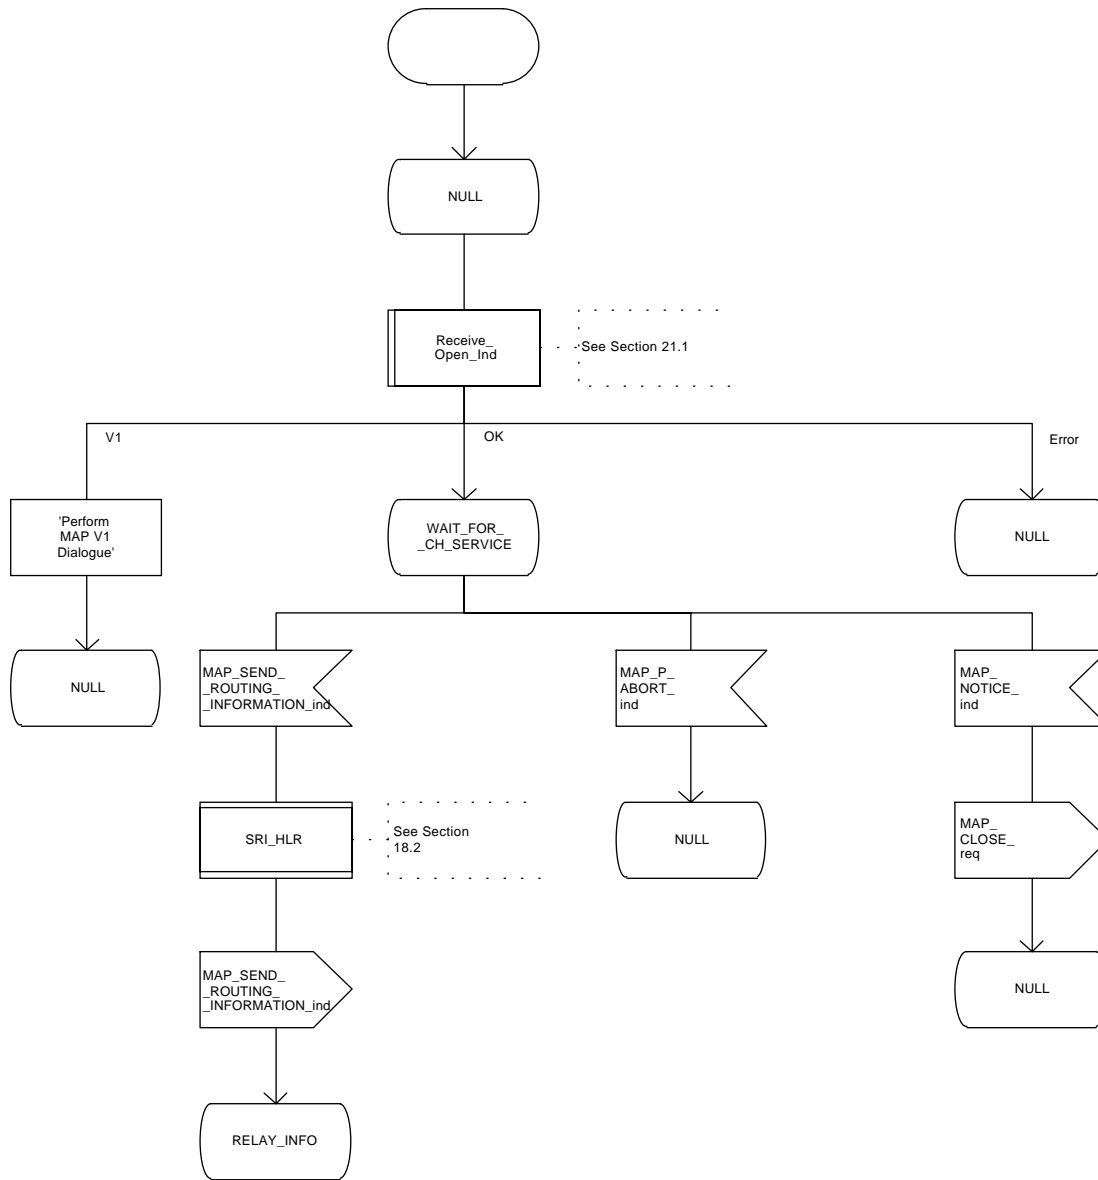 NULL
Receive_
Open_Ind
See Section 21.1
V1
OK
Error
'Perform
MAP V1
Dialogue'
WAIT_FOR_
_CH_SERVICE
NULL
NULL
MAP_SEND_
_ROUTING_
_INFORMATION_ind
MAP_P_
ABORT_
ind
MAP_
NOTICE_
ind
SRI_HLR
See Section
18.2
NULL
MAP_
CLOSE_
req
MAP_SEND_
_ROUTING_
_INFORMATION_ind
NULL
RELAY_INFO